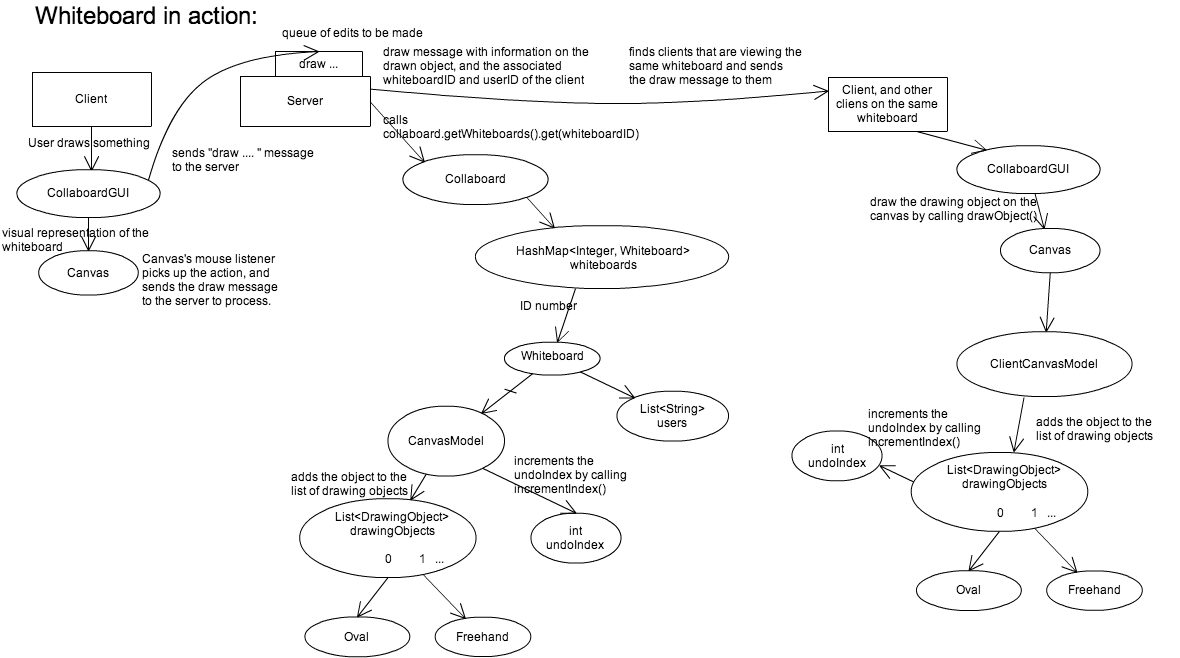 Whiteboard in action:
queue of edits to be made
draw ...
Client
Server
draw message with information on the
drawn object, and the associated
whiteboardID and userID of the client
finds clients that are viewing the
same whiteboard and sends
the draw message to them
Client, and other
cliens on the same
whiteboard
User draws something
sends "draw .... " message
to the server
calls
collaboard.getWhiteboards().get(whiteboardID)
CollaboardGUI
Collaboard
CollaboardGUI
visual representation of the
whiteboard
Canvas
Canvas's mouse listener
picks up the action, and
sends the draw message
to the server to process.
draw the drawing object on the
canvas by calling drawObject()
Canvas
HashMap<Integer, Whiteboard>
whiteboards
ID number
Whiteboard
ClientCanvasModel
List<String>
users
CanvasModel
increments the
undoIndex by calling
incrementIndex()
adds the object to the
list of drawing objects
int
undoIndex
List<DrawingObject>
drawingObjects
0 1 ...
Oval
Freehand
increments the
undoIndex by calling
incrementIndex()
adds the object to the
list of drawing objects
int
undoIndex
List<DrawingObject>
drawingObjects
0 1 ...
Oval
Freehand